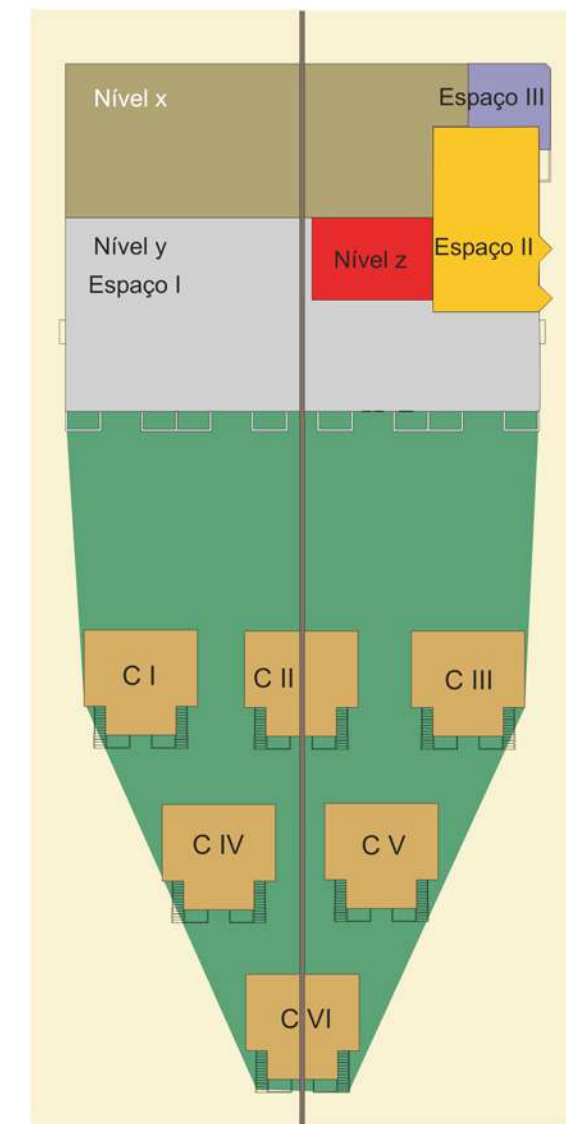 Nível x
Espaço III
Nível y
Espaço I
Nível z
Espaço II
C I
C II
C III
C IV
C V
C VI